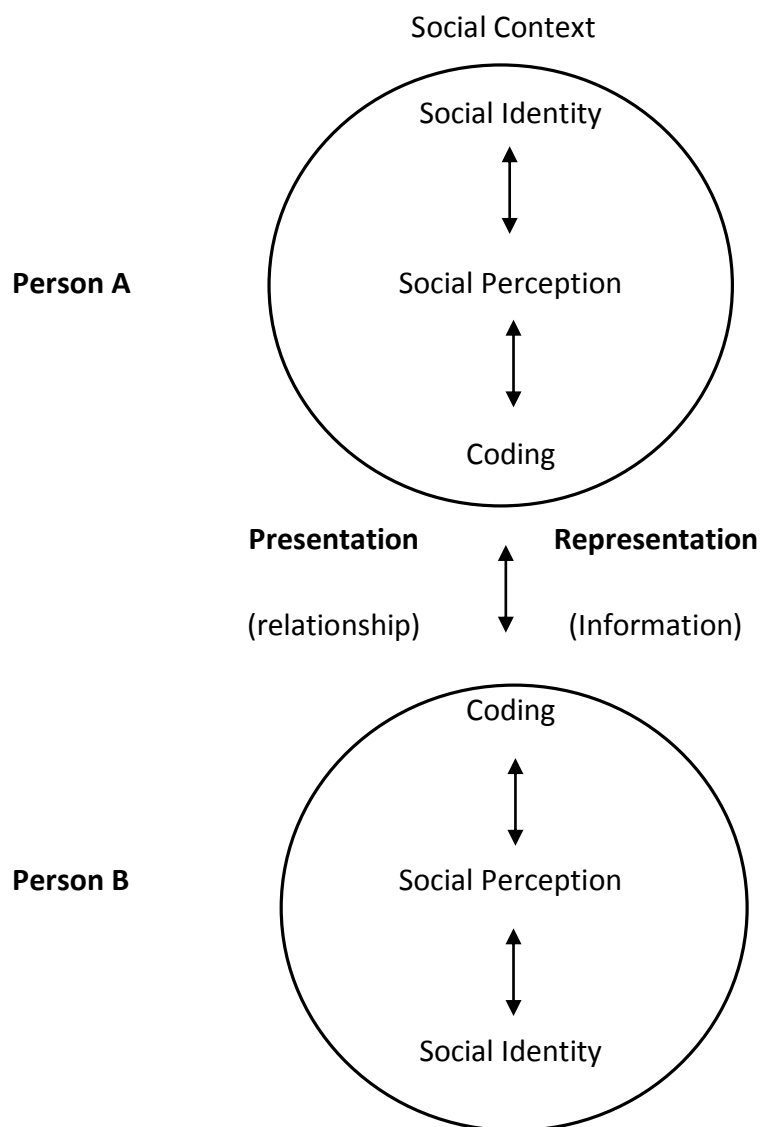 Social Context
Social Identity
Person A
Social Perception
Coding
Presentation
Representation
(relationship)
(Information)
Coding
Person B
Social Perception
Social Identity